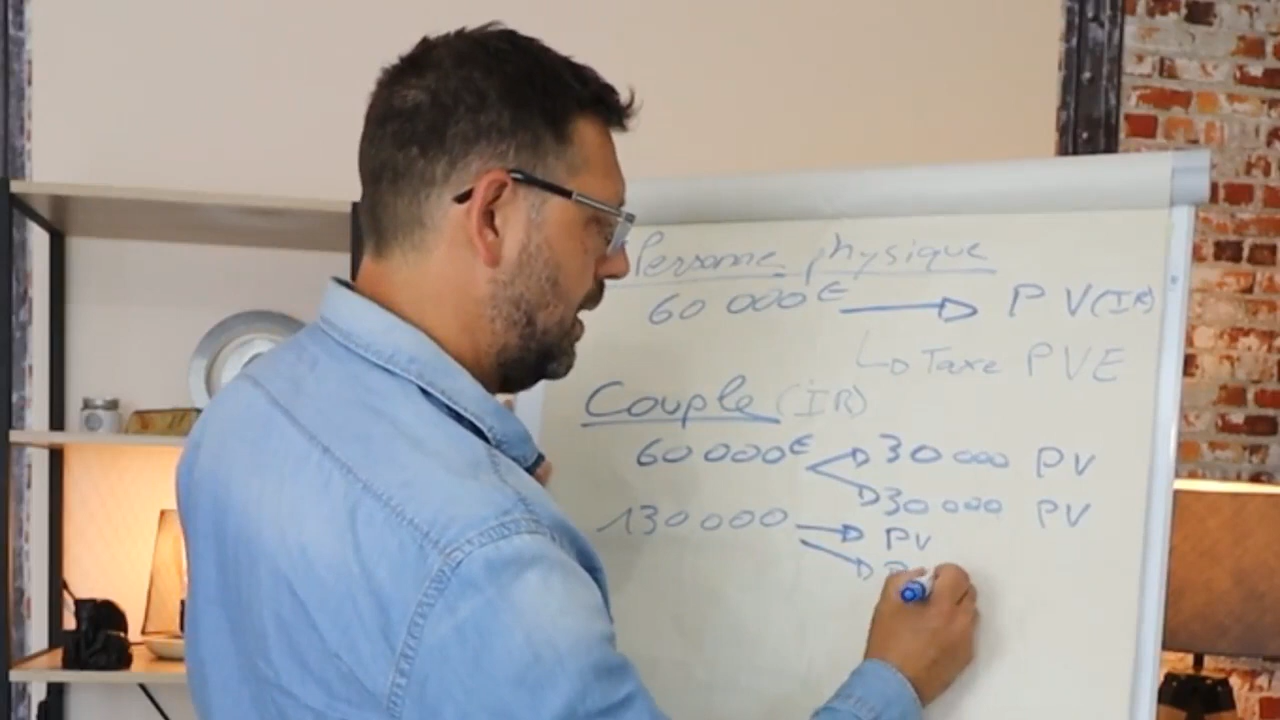 Personne physique
60 000€ → PV (IR)
↳ Taxe PVE
Couple (IR)
60 000€ → 30 000 PV
→ 30 000 PV
130 000 → PV
→